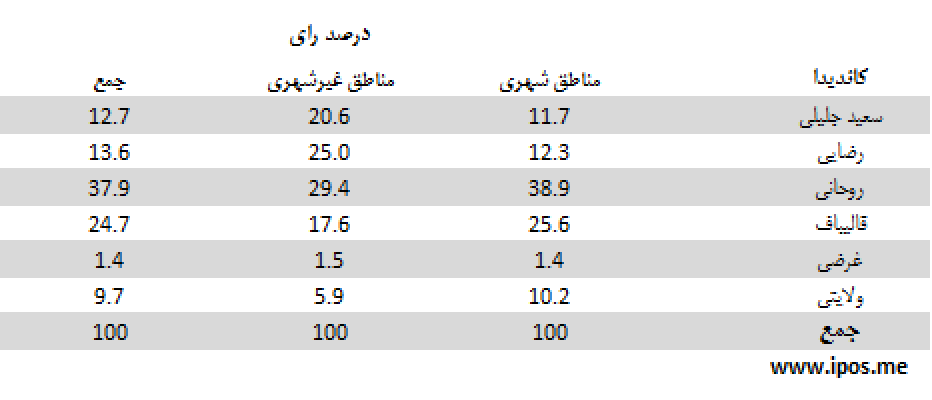 درصد رای
کاندیدا مناطق شهری مناطق غیرشهری جمع
سعید جلیلی 11.7 20.6 12.7
رضایی 12.3 25.0 13.6
روحانی 38.9 29.4 37.9
قالیباف 25.6 17.6 24.7
غرضی 1.4 1.5 1.4
ولایتی 10.2 5.9 9.7
جمع 100 100 100
www.ipos.me